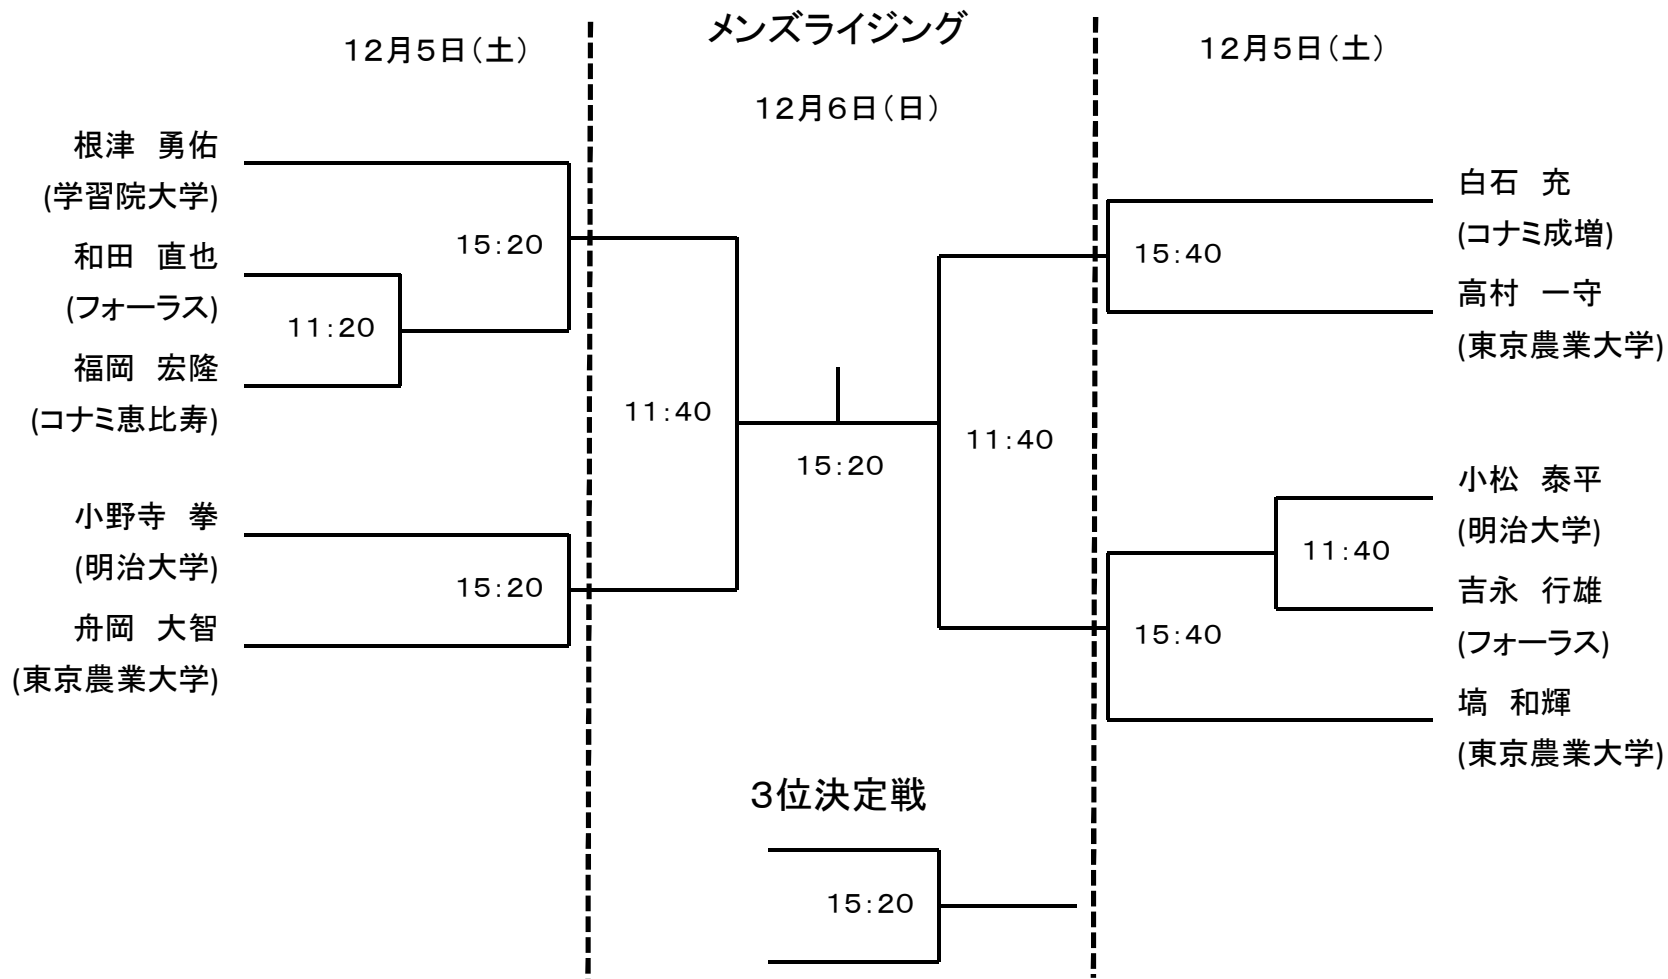 メンズライジング
12月5日(土)
12月6日(日)
12月5日(土)
根津 勇佑
(学習院大学)
15:20
和田 直也
(フォーラス)
11:20
福岡 宏隆
(コナミ恵比寿)
小野寺 拳
(明治大学)
15:20
舟岡 大智
(東京農業大学)
11:40
15:20
11:40
白石 充
(コナミ成増)
15:40
高村 一守
(東京農業大学)
小松 泰平
(明治大学)
11:40
吉永 行雄
(フォーラス)
15:40
塙 和輝
(東京農業大学)
3位決定戦
15:20